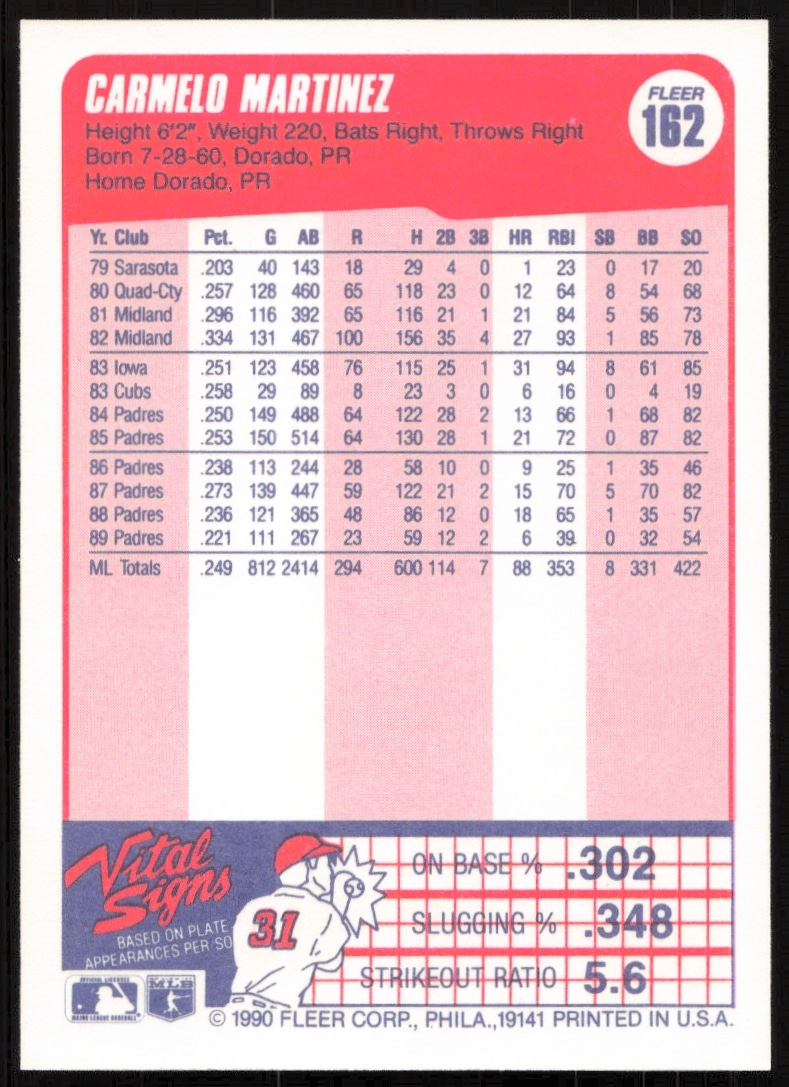 CARMELO MARTINEZ
FLEER
162
Height 6'2", Weight 220, Bats Right, Throws Right
Born 7-28-60, Dorado, PR
Home Dorado, PR
Yr. Club Pct. G AB R H 2B 3B HR RBI SB BB SO
79 Sarasota .203 40 143 18 29 4 0 1 23 0 17 20
80 Quad-Cty .257 128 460 65 118 23 0 12 64 8 54 68
81 Midland .296 116 392 65 116 21 1 21 84 5 56 73
82 Midland .334 131 467 100 156 35 4 27 93 1 85 78
83 Iowa .251 123 458 76 115 25 1 31 94 8 61 85
83 Cubs .258 29 89 8 23 3 0 6 16 0 4 19
84 Padres .250 149 488 64 122 28 2 13 66 1 68 82
85 Padres .253 150 514 64 130 28 1 21 72 0 87 82
86 Padres .238 113 244 28 58 10 0 9 25 1 35 46
87 Padres .273 139 447 59 122 21 2 15 70 5 70 82
88 Padres .236 121 365 48 86 12 0 18 65 1 35 57
89 Padres .221 111 267 23 59 12 2 6 39 0 32 54
ML Totals .249 812 2414 294 600 114 7 88 353 8 331 422
Vital
Signs
BASED ON PLATE
APPEARANCES PER SO
31
ON BASE % .302
SLUGGING % .348
STRIKEOUT RATIO 5.6
OFFICIAL LICENSEE
MAJOR LEAGUE BASEBALL
MLB
© 1990 FLEER CORP., PHILA.,19141 PRINTED IN U.S.A.